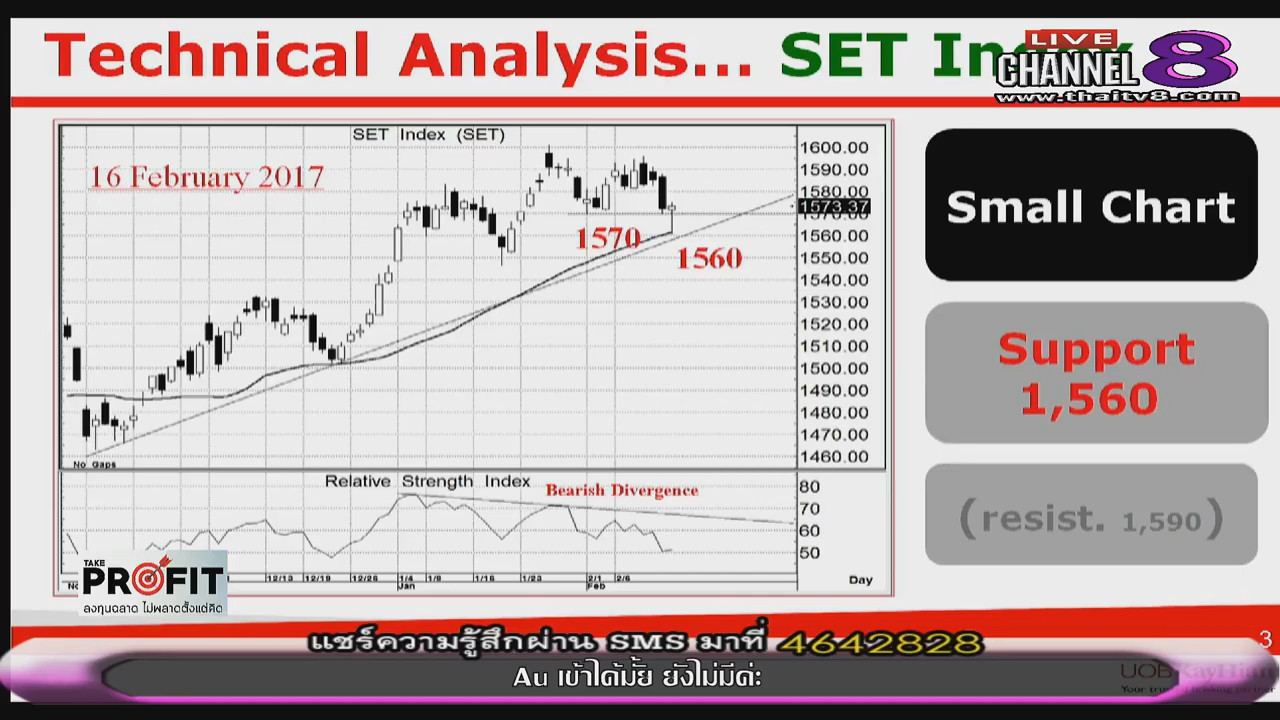 Technical Analysis... SET In
LIVE
CHANNEL 8
www.thaitv8.com
SET Index (SET)
16 February 2017
1600.00
1590.00
1580.00
1573.37
1570.00
1560.00
1550.00
1540.00
1530.00
1520.00
1510.00
1500.00
1490.00
1480.00
1470.00
1460.00
1570
1560
No Gaps
Small Chart
Support
1,560
(resist. 1,590)
Relative Strength Index
Bearish Divergence
80
70
60
50
12/13 12/19 12/26 1/4 1/9 1/16 1/23 2/1 2/6
Jan Feb
Day
TAKE
PROFIT
ลงทุนฉลาด ไม่พลาดตั้งแต่คิด
3
แชร์ความรู้สึกผ่าน SMS มาที่ 4642828
Au เข้าได้มั้ย ยังไม่มีค่ะ
UOBKayHian